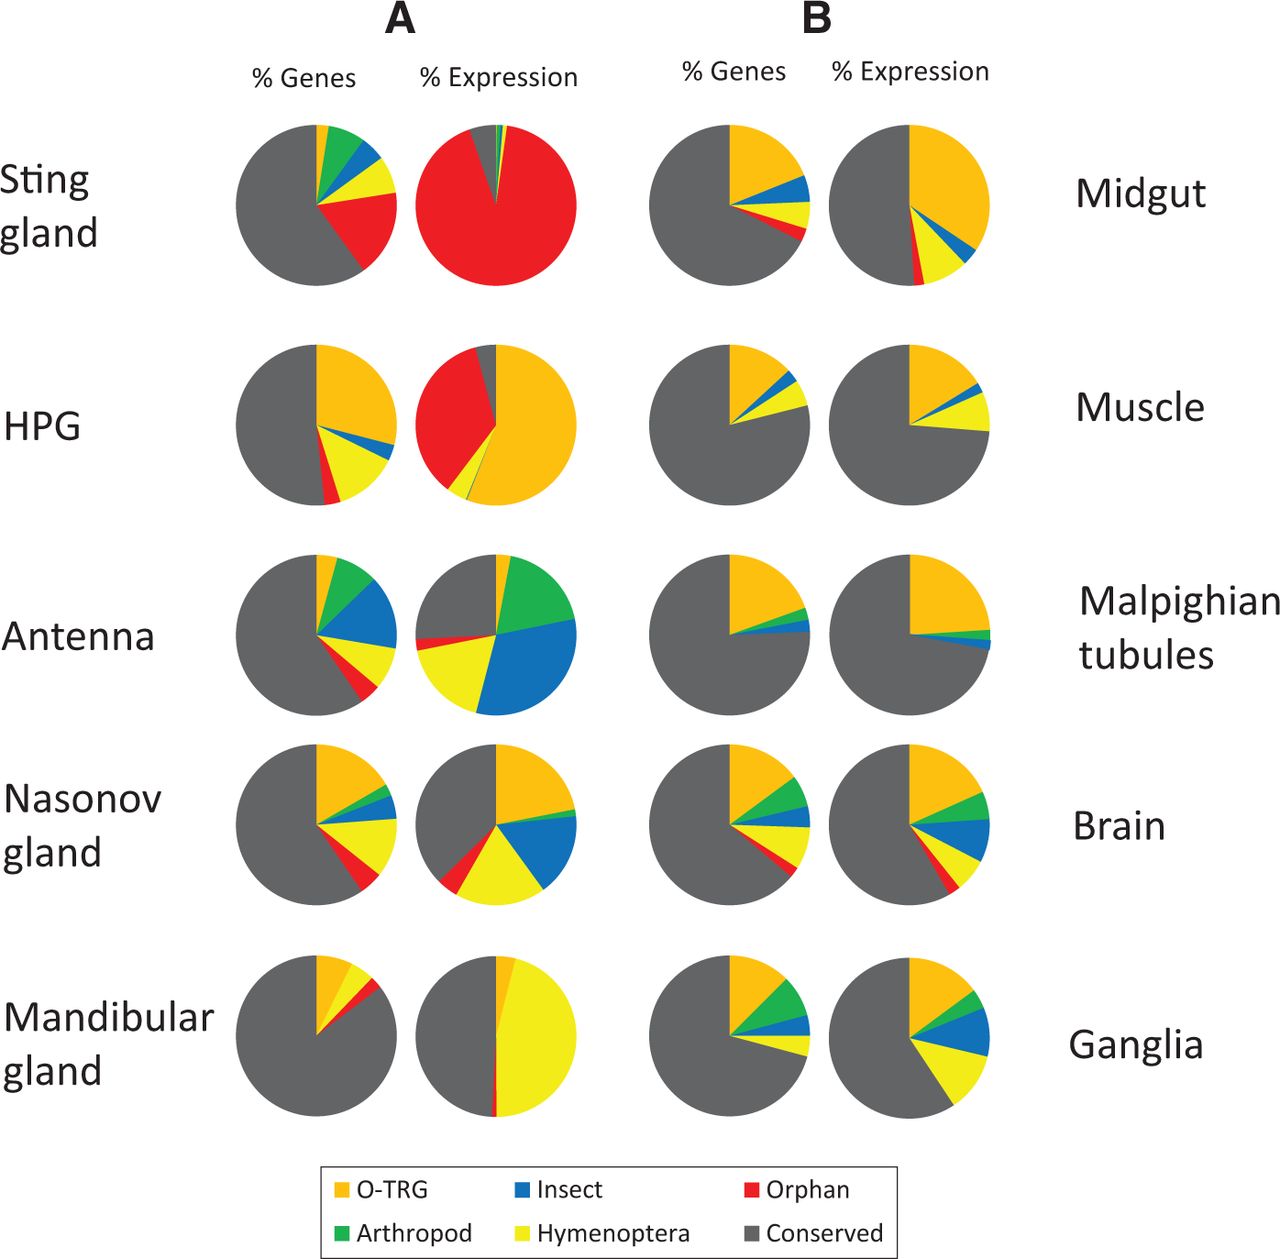 A
B
% Genes
% Expression
% Genes
% Expression
Sting
gland
Midgut
HPG
Muscle
Antenna
Malpighian
tubules
Nasonov
gland
Brain
Mandibular
gland
Ganglia
O-TRG
Insect
Orphan
Arthropod
Hymenoptera
Conserved